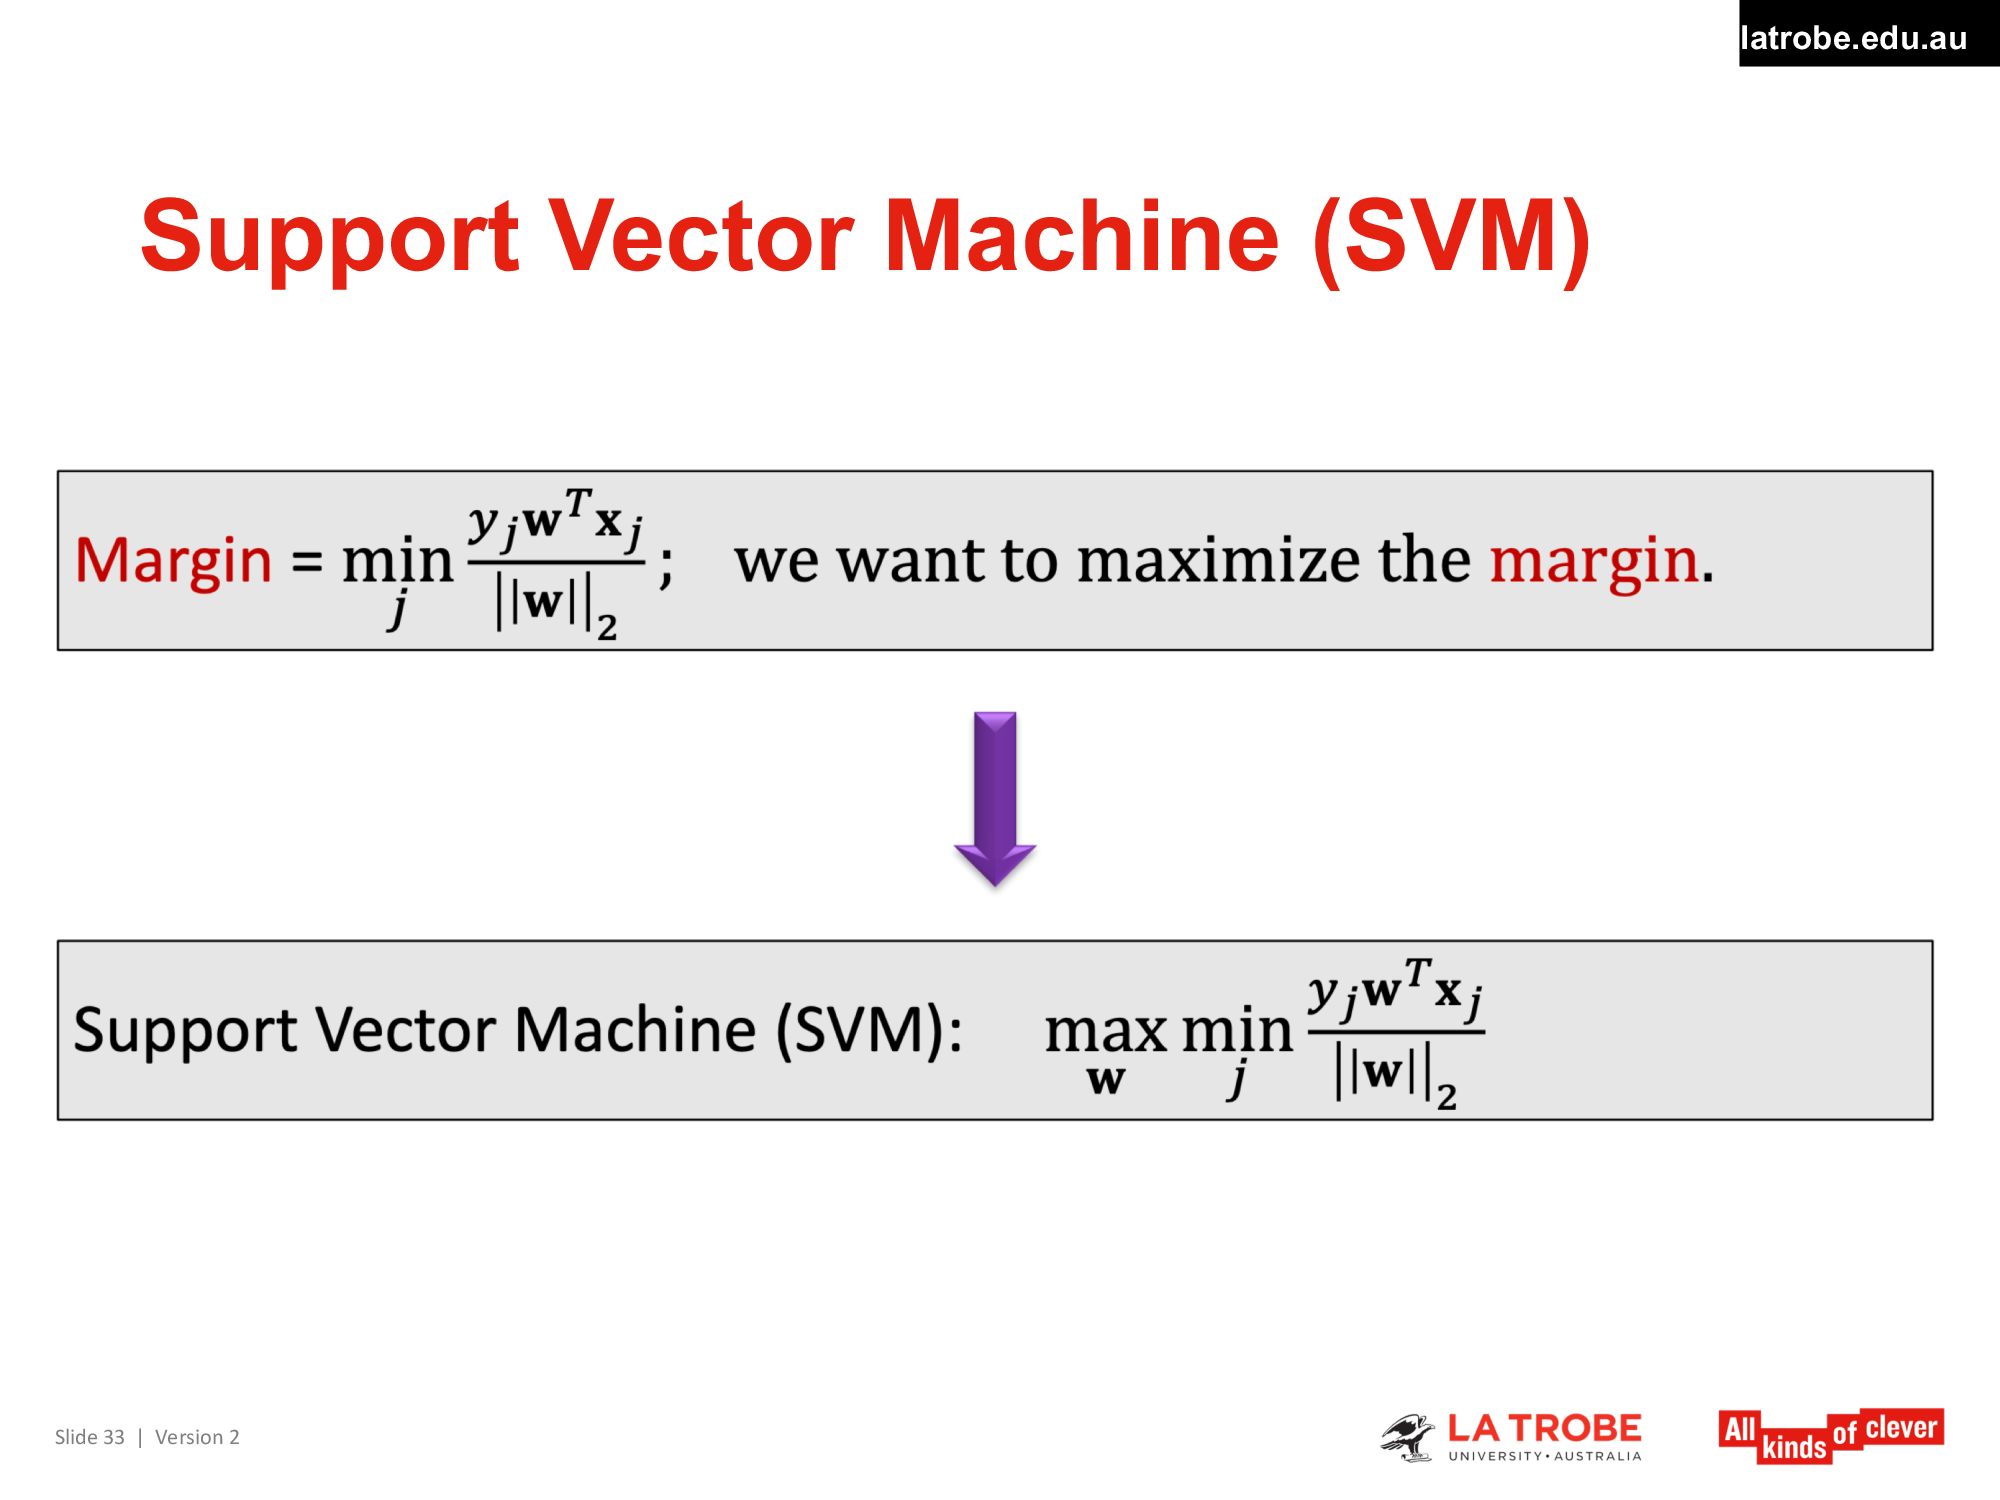 latrobe.edu.au
Support Vector Machine (SVM)
Margin = min_j y_j w^T x_j / ||w||_2 ; we want to maximize the margin.
Support Vector Machine (SVM): max_w min_j y_j w^T x_j / ||w||_2
Slide 33 | Version 2
LA TROBE
UNIVERSITY • AUSTRALIA
All kinds of clever